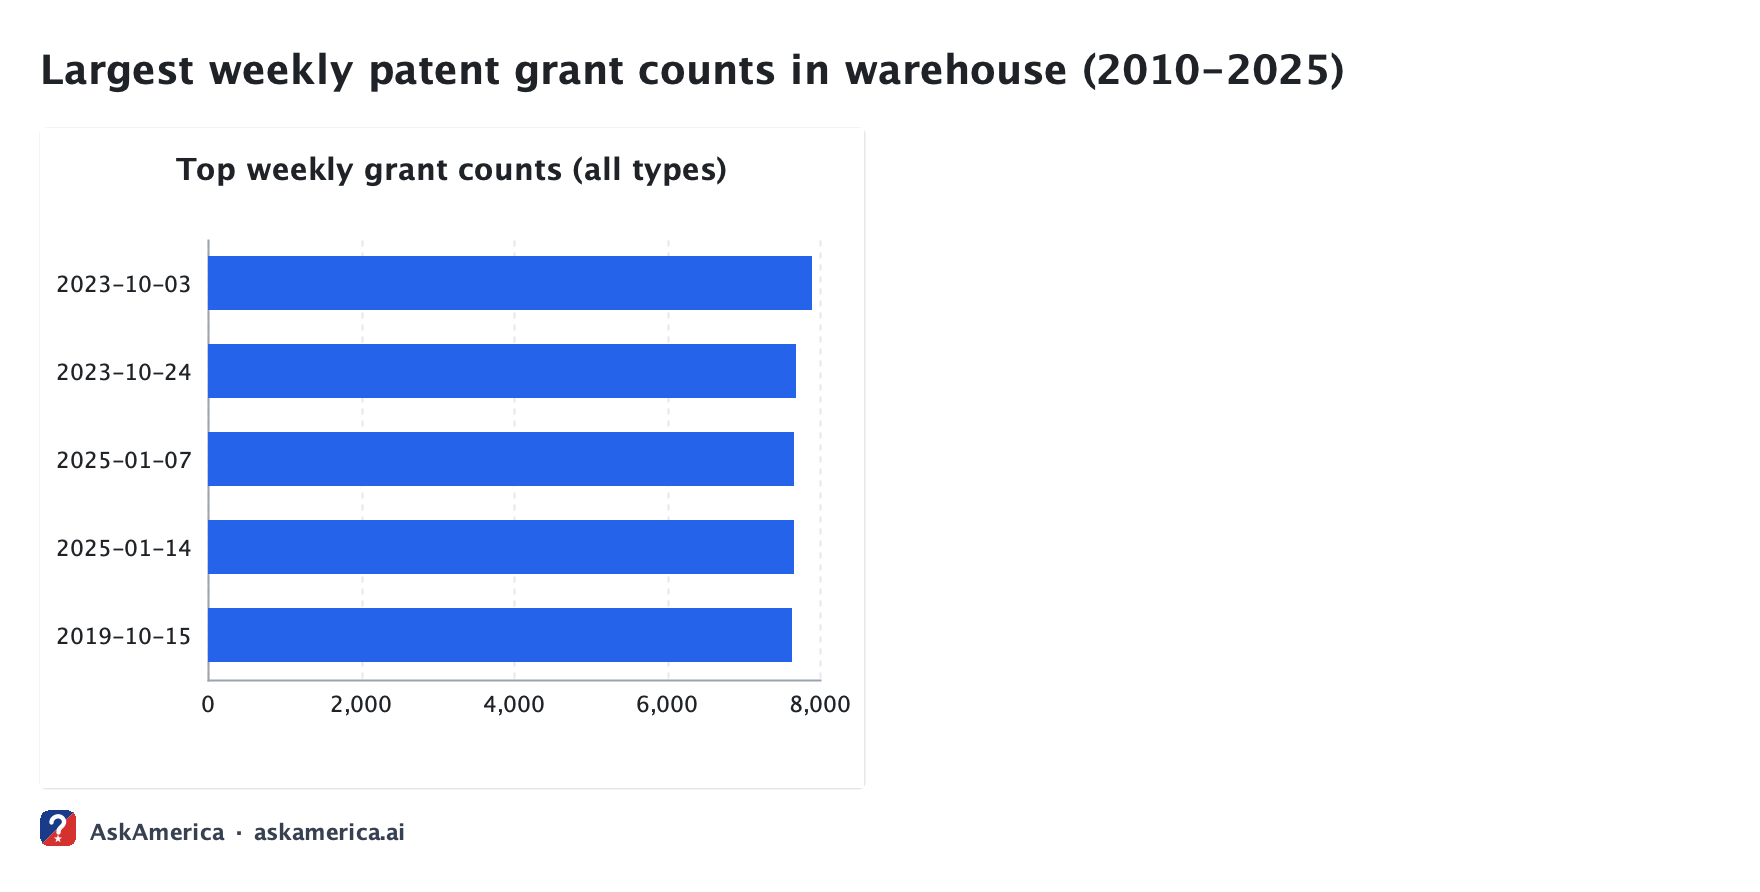 Largest weekly patent grant counts in warehouse (2010–2025)
Top weekly grant counts (all types)
2023–10–03
2023–10–24
2025–01–07
2025–01–14
2019–10–15
0 2,000 4,000 6,000 8,000
AskAmerica · askamerica.ai